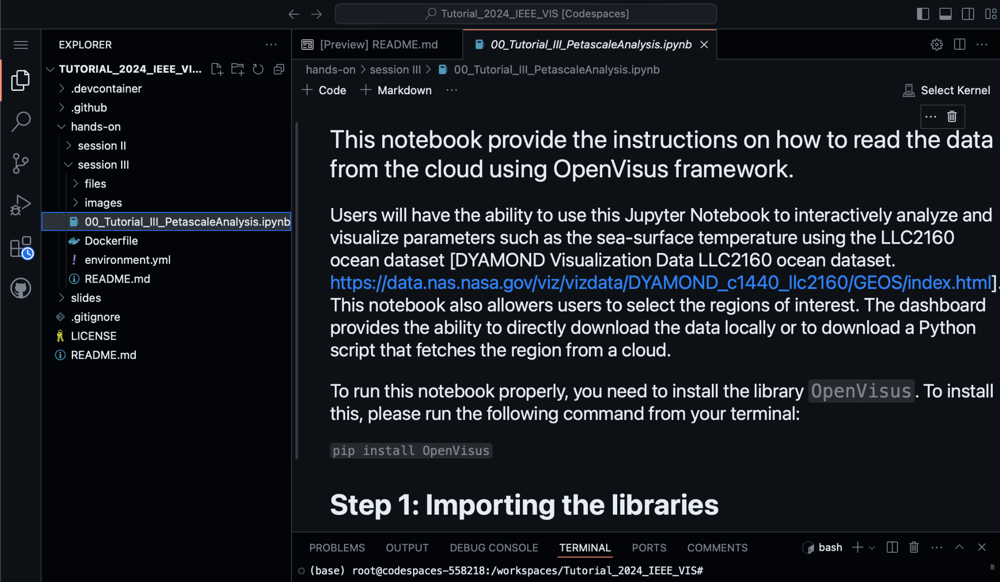 Tutorial_2024_IEEE_VIS [Codespaces]
EXPLORER
TUTORIAL_2024_IEEE_VI...
.devcontainer
.github
hands-on
session II
session III
files
images
00_Tutorial_III_PetascaleAnalysis.ipynb
Dockerfile
environment.yml
README.md
slides
.gitignore
LICENSE
README.md
[Preview] README.md
00_Tutorial_III_PetascaleAnalysis.ipynb
hands-on > session III > 00_Tutorial_III_PetascaleAnalysis.ipynb
+ Code + Markdown ...
Select Kernel
This notebook provide the instructions on how to read the data
from the cloud using OpenVisus framework.
Users will have the ability to use this Jupyter Notebook to interactively analyze and
visualize parameters such as the sea-surface temperature using the LLC2160
ocean dataset [DYAMOND Visualization Data LLC2160 ocean dataset.
https://data.nas.nasa.gov/viz/vizdata/DYAMOND_c1440_llc2160/GEOS/index.html].
This notebook also allowers users to select the regions of interest. The dashboard
provides the ability to directly download the data locally or to download a Python
script that fetches the region from a cloud.
To run this notebook properly, you need to install the library OpenVisus. To install
this, please run the following command from your terminal:
pip install OpenVisus
Step 1: Importing the libraries
PROBLEMS OUTPUT DEBUG CONSOLE TERMINAL PORTS COMMENTS
bash
(base) root@codespaces-558218:/workspaces/Tutorial_2024_IEEE_VIS#